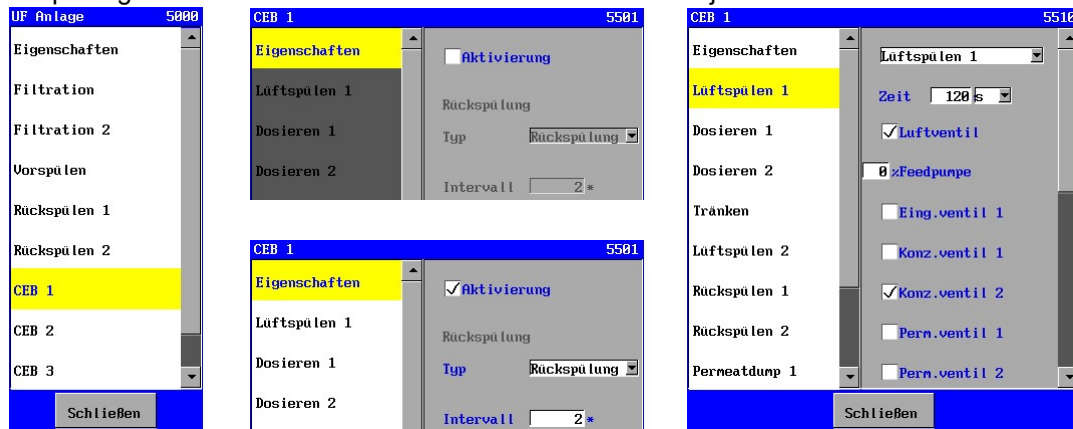 UF Anlage 5000
Eigenschaften
Filtration
Filtration 2
Vorspülen
Rückspülen 1
Rückspülen 2
CEB 1
CEB 2
CEB 3
Schließen
CEB 1 5501
Eigenschaften
Lüftspülen 1
Dosieren 1
Dosieren 2
Aktivierung
Rückspülung
Typ Rückspülung
Intervall 2 *
CEB 1 5501
Eigenschaften
Lüftspülen 1
Dosieren 1
Dosieren 2
Aktivierung
Rückspülung
Typ Rückspülung
Intervall 2 *
CEB 1 5510
Eigenschaften
Lüftspülen 1
Dosieren 1
Dosieren 2
Tränken
Lüftspülen 2
Rückspülen 1
Rückspülen 2
Permeatdump 1
Lüftspülen 1
Zeit 120 s
Luftventil
0 %Feedpumpe
Eing.ventil 1
Konz.ventil 1
Konz.ventil 2
Perm.ventil 1
Perm.ventil 2
Schließen